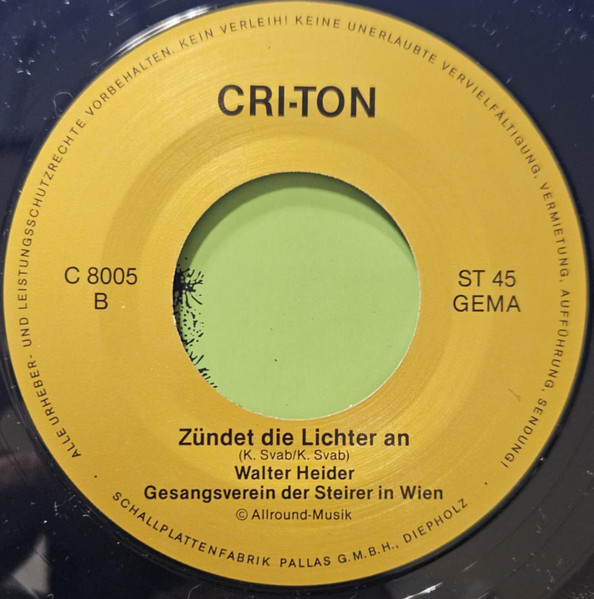 ALLE URHEBER- UND LEISTUNGSSCHUTZRECHTE VORBEHALTEN. KEIN VERLEIH! KEINE UNERLAUBTE VERVIELFÄLTIGUNG, VERMIETUNG, AUFFÜHRUNG, SENDUNG!
CRI-TON
C 8005
B
ST 45
GEMA
Zündet die Lichter an
(K. Svab/K. Svab)
Walter Heider
Gesangsverein der Steirer in Wien
© Allround-Musik
· SCHALLPLATTENFABRIK PALLAS G.M.B.H., DIEPHOLZ ·